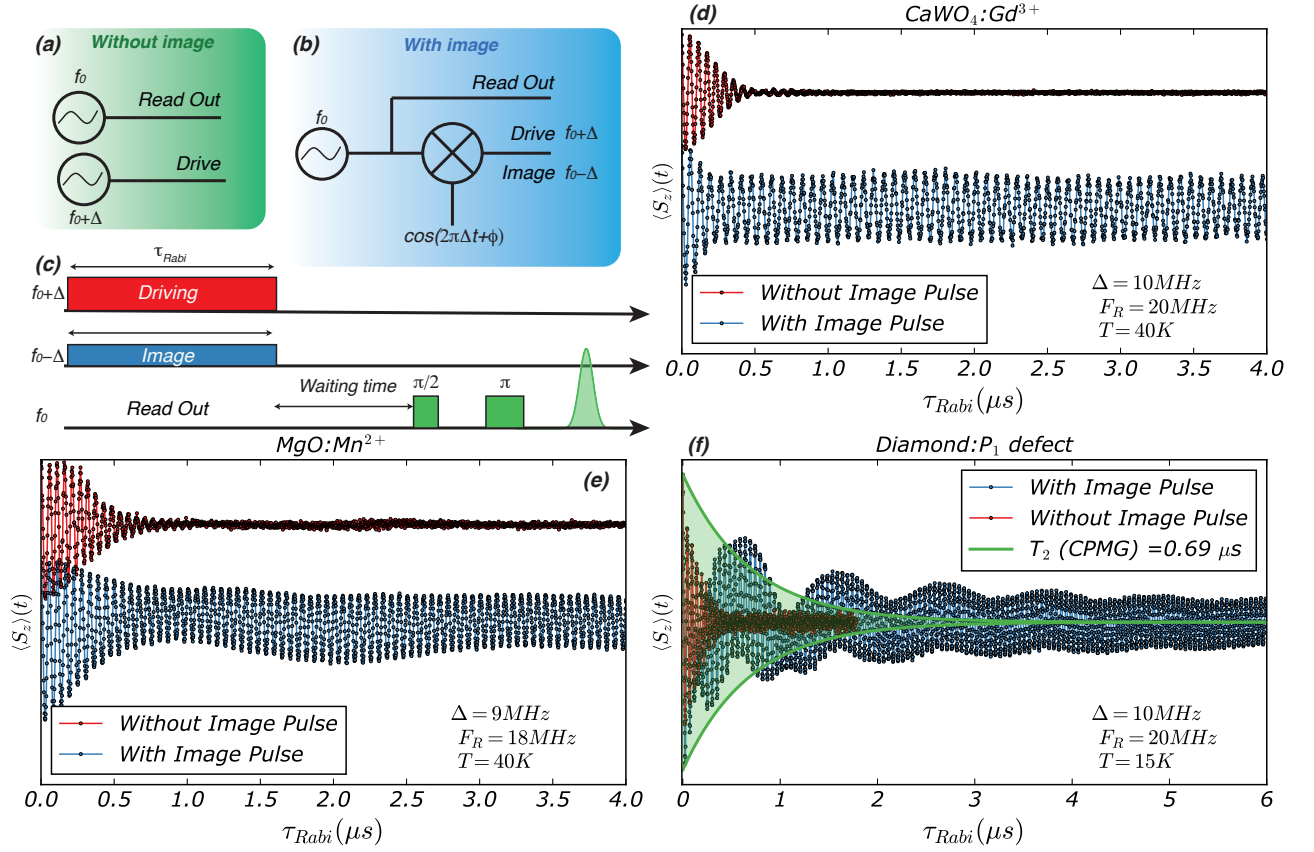 (a) Without image
f₀
Read Out
Drive
f₀+Δ
(b) With image
Read Out
f₀
Drive f₀+Δ
Image f₀−Δ
cos(2πΔt+ϕ)
(c)
τRabi
f₀+Δ Driving
f₀−Δ Image
Waiting time π/2 π
f₀ Read Out
(d) CaWO₄:Gd³⁺
⟨Sz⟩(t)
Without Image Pulse
With Image Pulse
Δ = 10MHz
FR = 20MHz
T = 40K
0.0 0.5 1.0 1.5 2.0 2.5 3.0 3.5 4.0
τRabi(μs)
MgO:Mn²⁺
(e)
⟨Sz⟩(t)
Without Image Pulse
With Image Pulse
Δ = 9MHz
FR = 18MHz
T = 40K
0.0 0.5 1.0 1.5 2.0 2.5 3.0 3.5 4.0
τRabi(μs)
(f) Diamond:P₁ defect
With Image Pulse
Without Image Pulse
T₂ (CPMG) =0.69 μs
⟨Sz⟩(t)
Δ = 10MHz
FR = 20MHz
T = 15K
0 1 2 3 4 5 6
τRabi(μs)